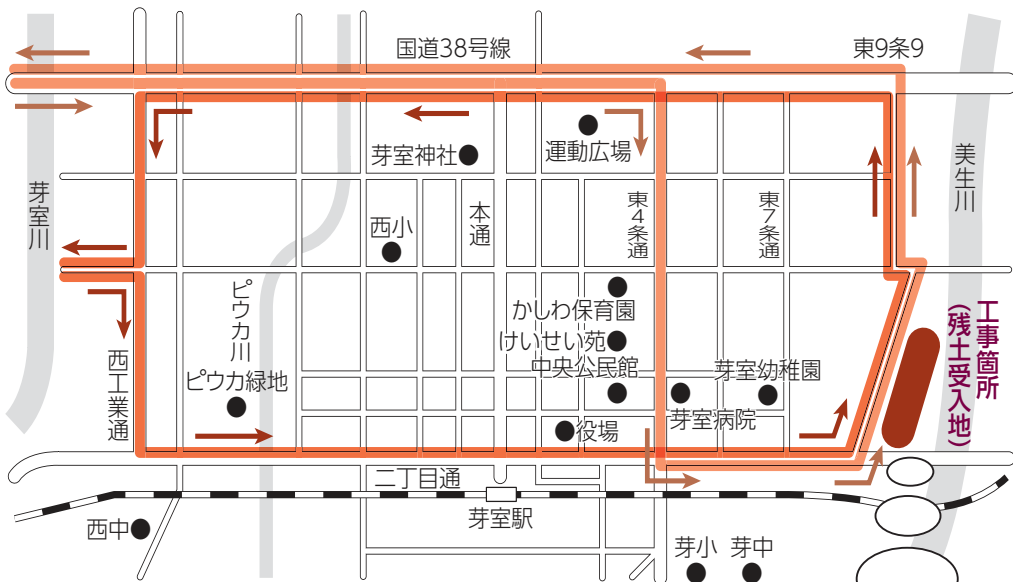 国道38号線
東9条9
芽室神社
運動広場
芽室川
美生川
本通
東4条通
東7条通
西小
ピウカ川
かしわ保育園
けいせい苑
中央公民館
芽室幼稚園
工事箇所
(残土受入地)
ピウカ緑地
西工業通
芽室病院
役場
二丁目通
芽室駅
西中
芽小
芽中